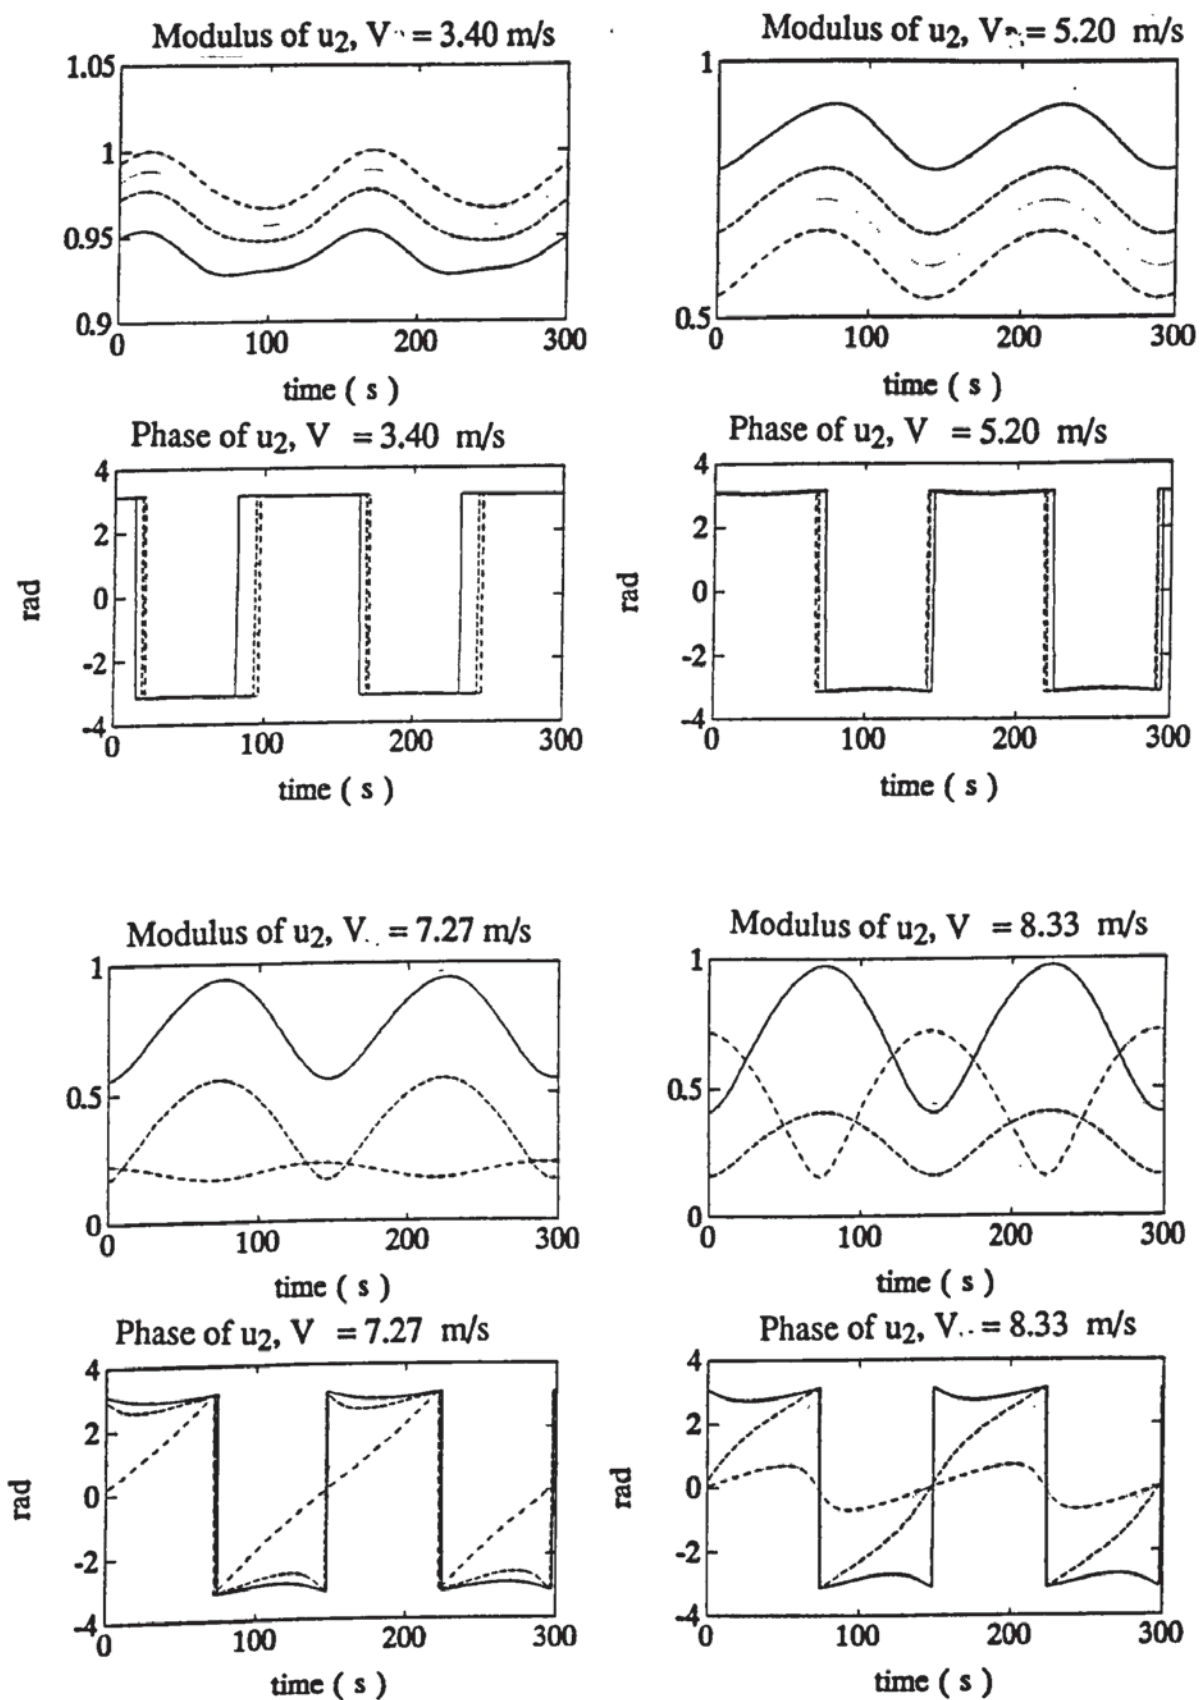 Modulus of u2, V = 3.40 m/s
1.05
1
0.95
0.9
0 100 200 300
time ( s )
Modulus of u2, V = 5.20 m/s
1
0.5
0 100 200 300
time ( s )
Phase of u2, V = 3.40 m/s
4
2
0
-2
-4
rad
0 100 200 300
time ( s )
Phase of u2, V = 5.20 m/s
4
2
0
-2
-4
rad
0 100 200 300
time ( s )
Modulus of u2, V. = 7.27 m/s
1
0.5
0
0 100 200 300
time ( s )
Modulus of u2, V = 8.33 m/s
1
0.5
0
0 100 200 300
time ( s )
Phase of u2, V = 7.27 m/s
4
2
0
-2
-4
rad
0 100 200 300
time ( s )
Phase of u2, V.. = 8.33 m/s
4
2
0
-2
-4
rad
0 100 200 300
time ( s )